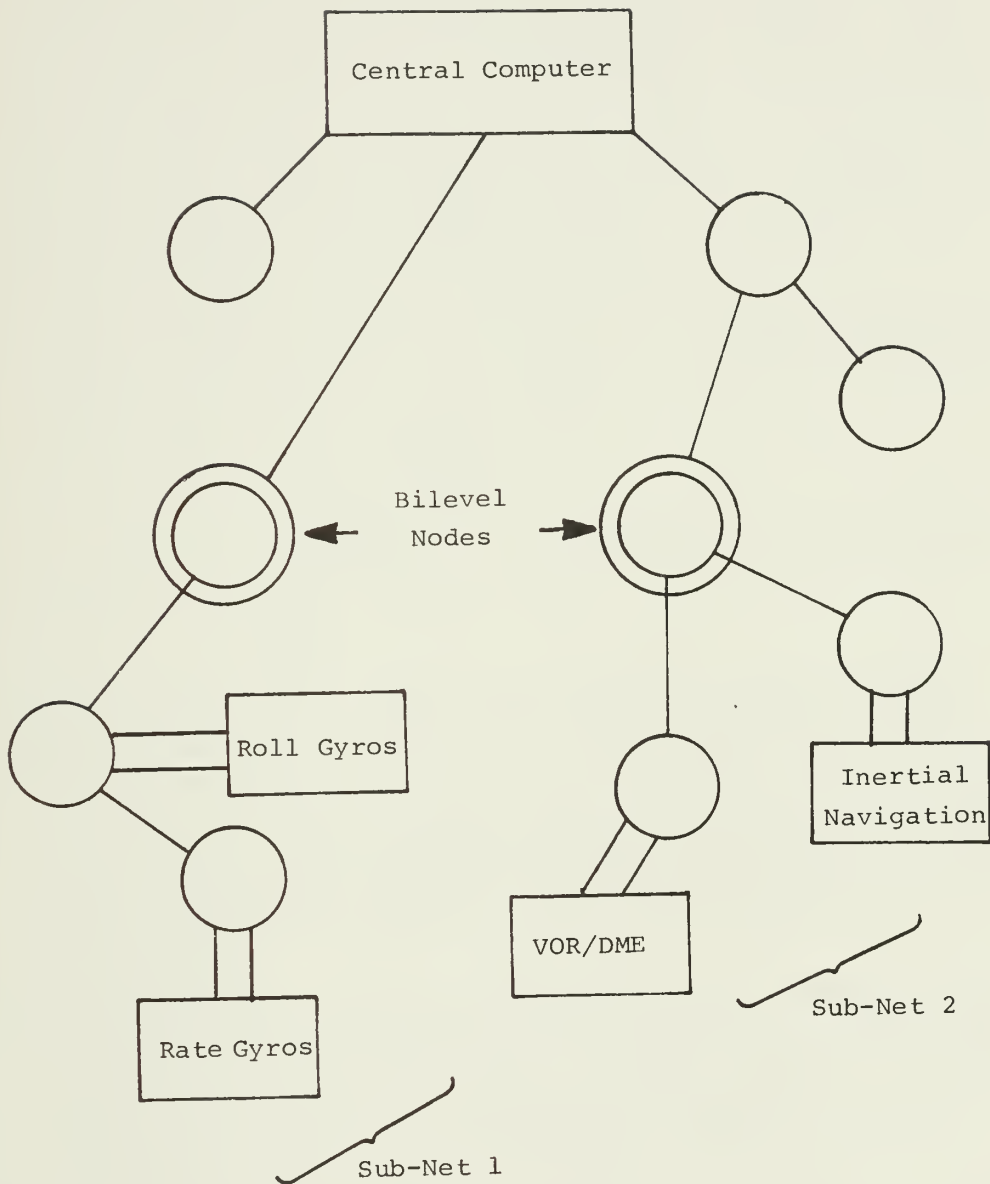 Central Computer
Bilevel
Nodes
Roll Gyros
Inertial
Navigation
VOR/DME
Sub-Net 2
Rate Gyros
Sub-Net 1